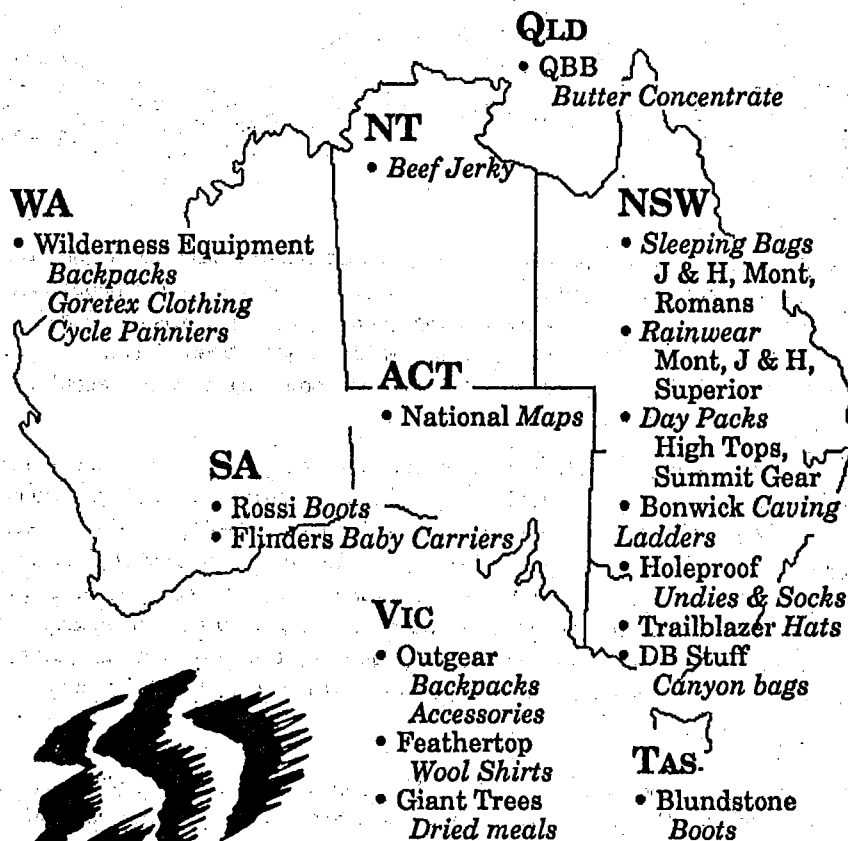 QLD
• QBB
Butter Concentrate
NT
• Beef Jerky
WA
• Wilderness Equipment
Backpacks
Goretex Clothing
Cycle Panniers
NSW
• Sleeping Bags
J & H, Mont,
Romans
• Rainwear
Mont, J & H,
Superior
• Day Packs
High Tops,
Summit Gear
• Bonwick Caving
Ladders
• Holeproof
Undies & Socks
• Trailblazer Hats
• DB Stuff
Canyon bags
ACT
• National Maps
SA
• Rossi Boots
• Flinders Baby Carriers
VIC
• Outgear
Backpacks
Accessories
• Feathertop
Wool Shirts
• Giant Trees
Dried meals
TAS.
• Blundstone
Boots